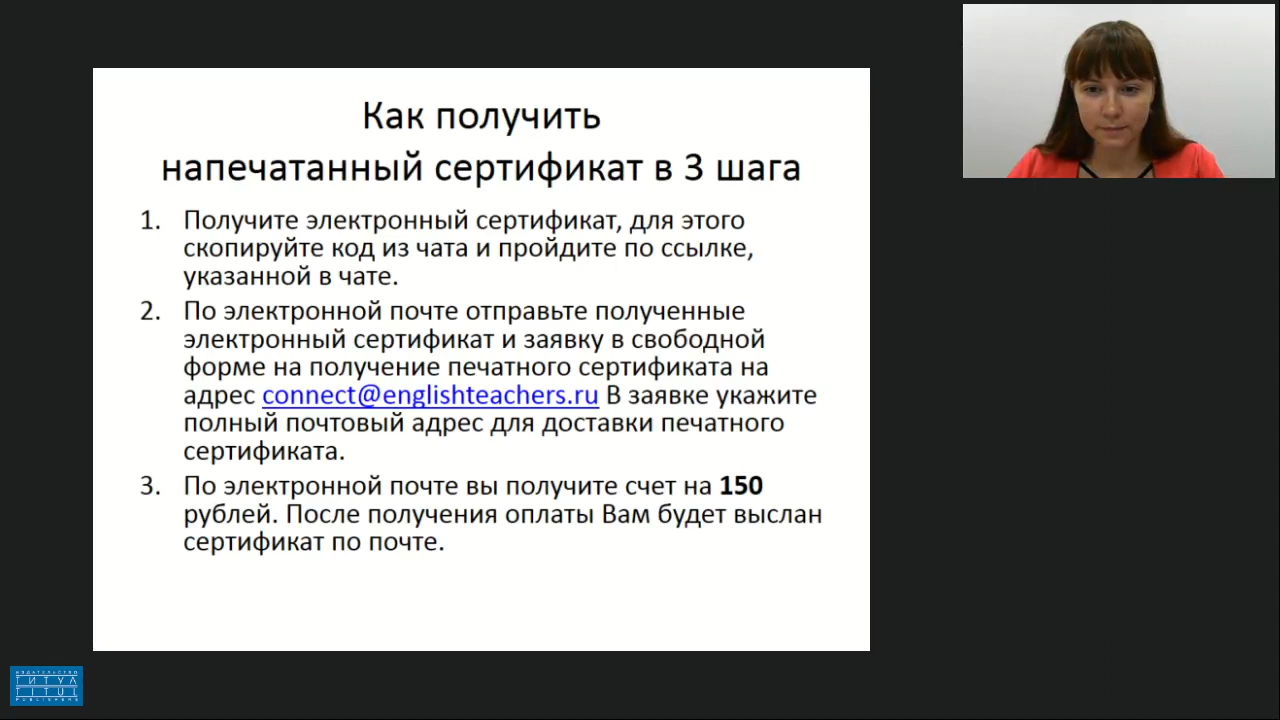 Как получить
напечатанный сертификат в 3 шага
1. Получите электронный сертификат, для этого
скопируйте код из чата и пройдите по ссылке,
указанной в чате.
2. По электронной почте отправьте полученные
электронный сертификат и заявку в свободной
форме на получение печатного сертификата на
адрес connect@englishteachers.ru В заявке укажите
полный почтовый адрес для доставки печатного
сертификата.
3. По электронной почте вы получите счет на 150
рублей. После получения оплаты Вам будет выслан
сертификат по почте.
ИЗДАТЕЛЬСТВО
ТИТУЛ
TITUL
PUBLISHERS